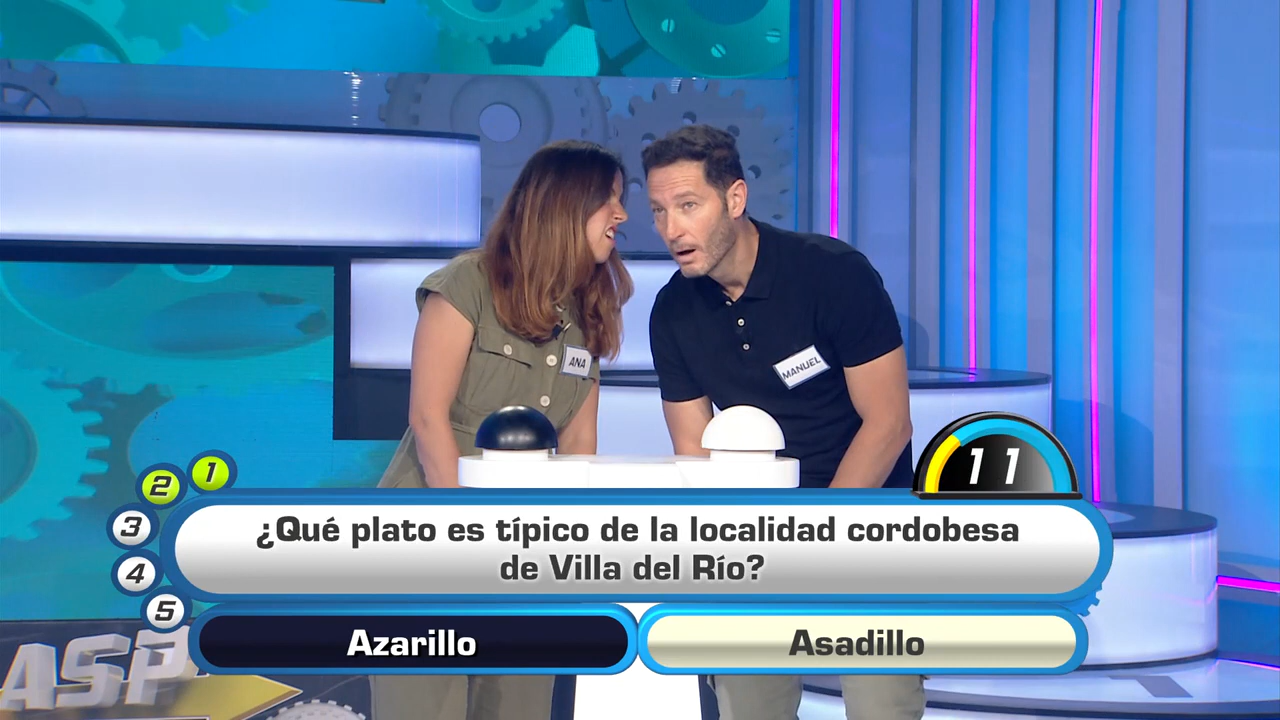 ANA
MANUEL
11
1
2
3
4
5
¿Qué plato es típico de la localidad cordobesa
de Villa del Río?
Azarillo
Asadillo
ASP